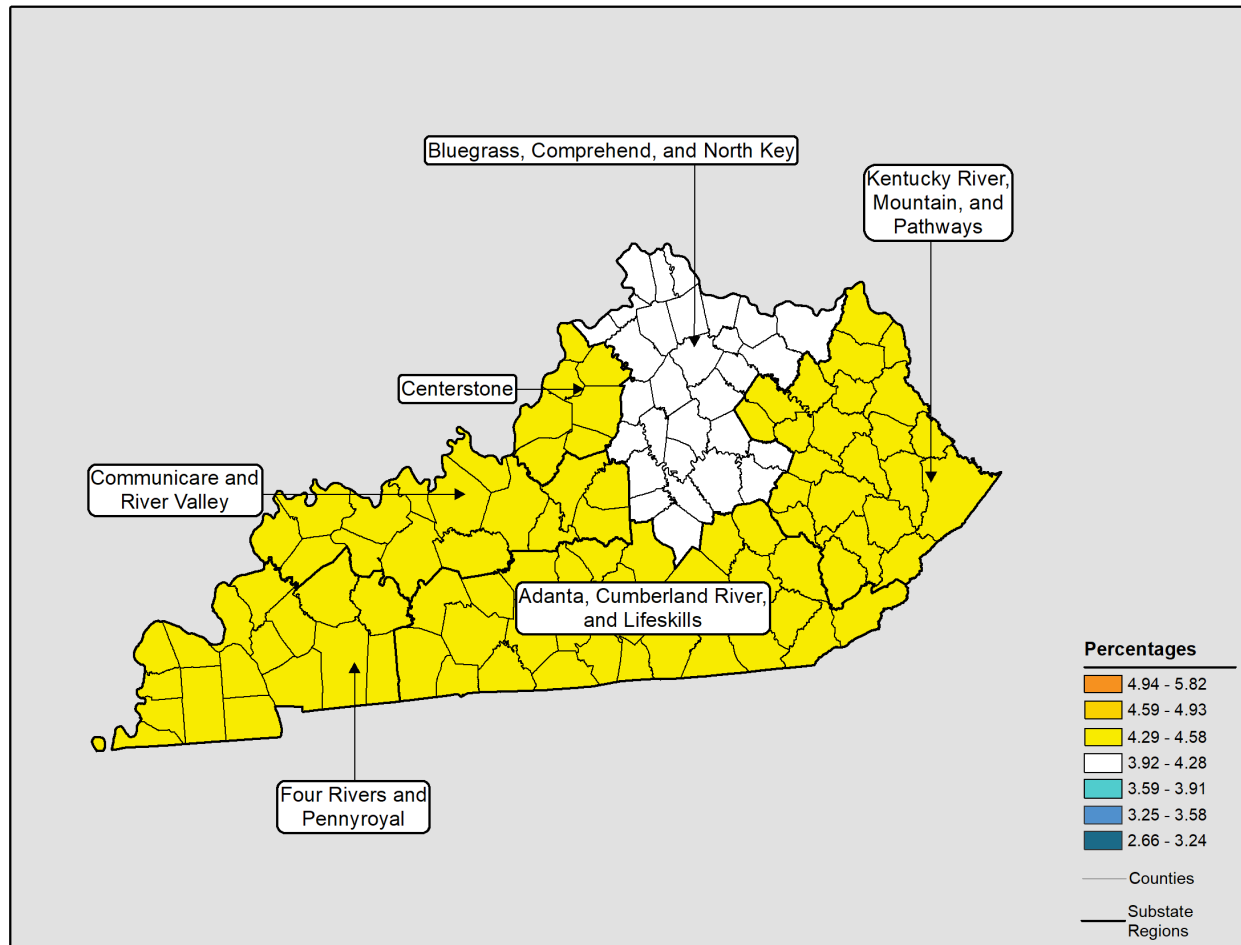 Bluegrass, Comprehend, and North Key
Kentucky River,
Mountain, and
Pathways
Centerstone
Communicare and
River Valley
Adanta, Cumberland River,
and Lifeskills
Four Rivers and
Pennyroyal
Percentages
4.94 - 5.82
4.59 - 4.93
4.29 - 4.58
3.92 - 4.28
3.59 - 3.91
3.25 - 3.58
2.66 - 3.24
Counties
Substate
Regions